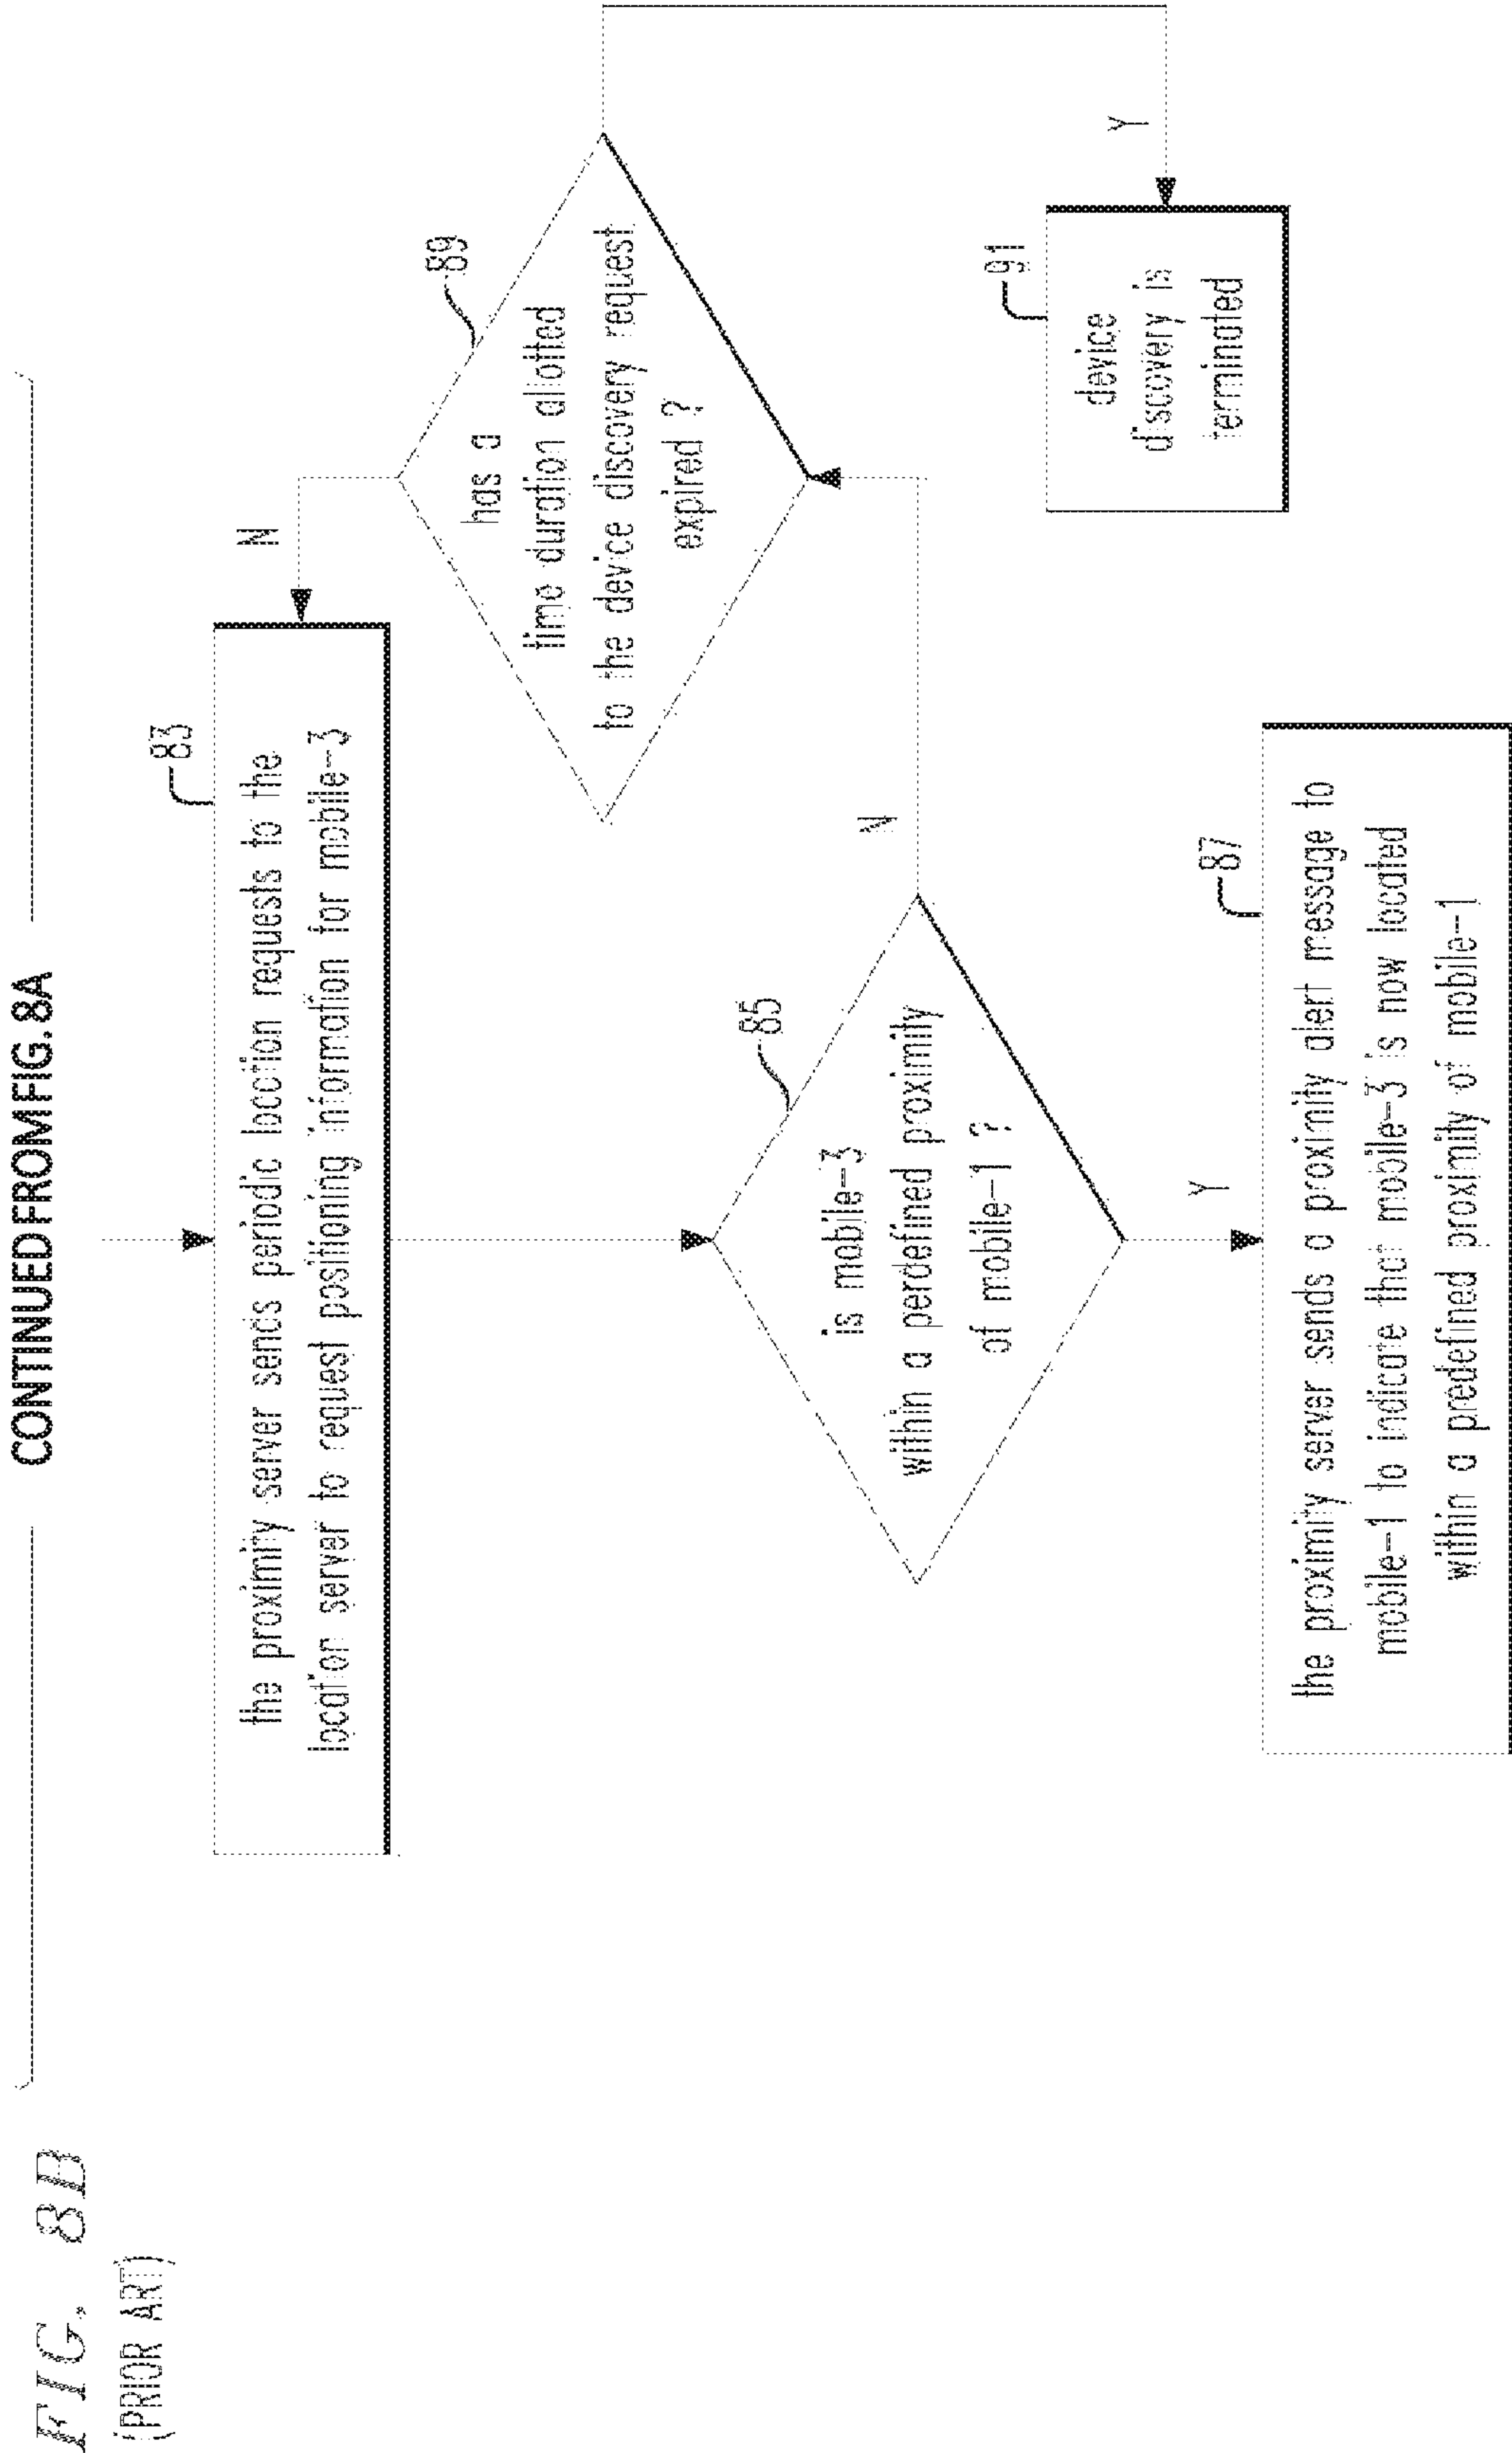 FIG. 8B
(PRIOR ART)
CONTINUED FROM FIG. 8A
83
the proximity server sends periodic location requests to the
location server to request positioning information for mobile-3
85
is mobile-3
within a perdefined proximity
of mobile-1 ?
N
Y
87
the proximity server sends a proximity alert message to
mobile-1 to indicate that mobile-3 is now located
within a predefined proximity of mobile-1
89
has a
time duration allotted
to the device discovery request
expired ?
N
Y
91
device
discovery is
terminated